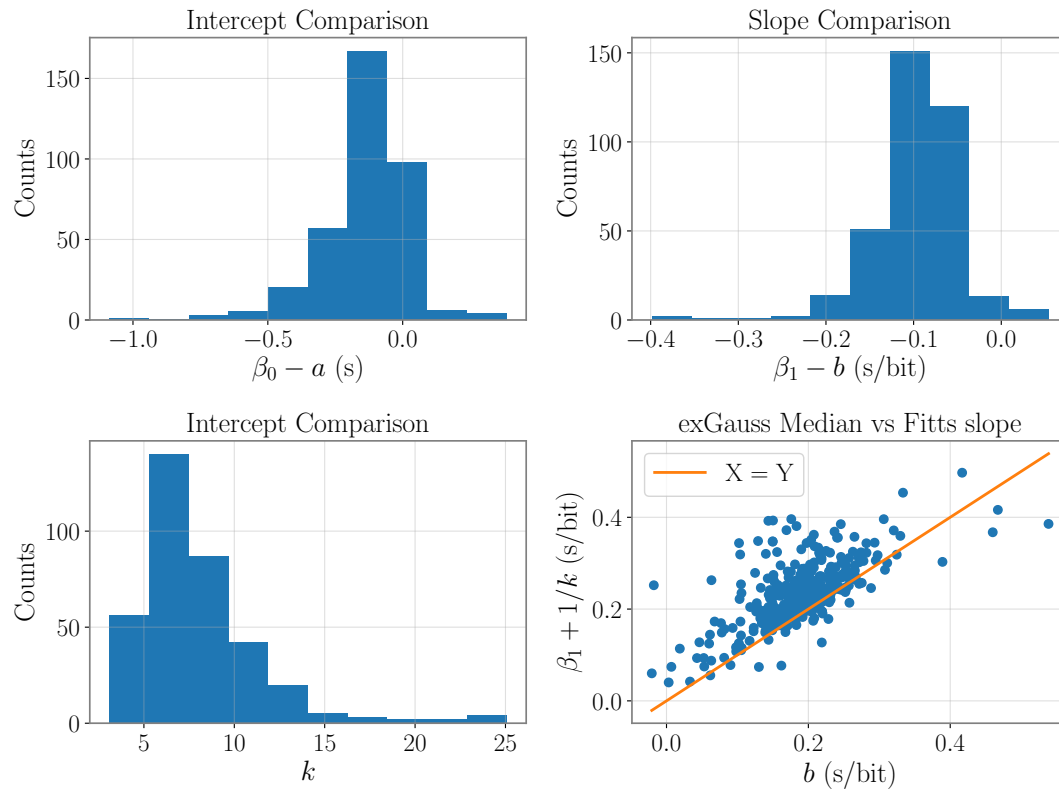 Intercept Comparison
Counts
150
100
50
0
−1.0
−0.5
0.0
β₀ − a (s)
Slope Comparison
Counts
150
100
50
0
−0.4
−0.3
−0.2
−0.1
0.0
β₁ − b (s/bit)
Intercept Comparison
Counts
100
50
0
5
10
15
20
25
k
exGauss Median vs Fitts slope
X = Y
β₁ + 1/k (s/bit)
0.4
0.2
0.0
0.0
0.2
0.4
b (s/bit)